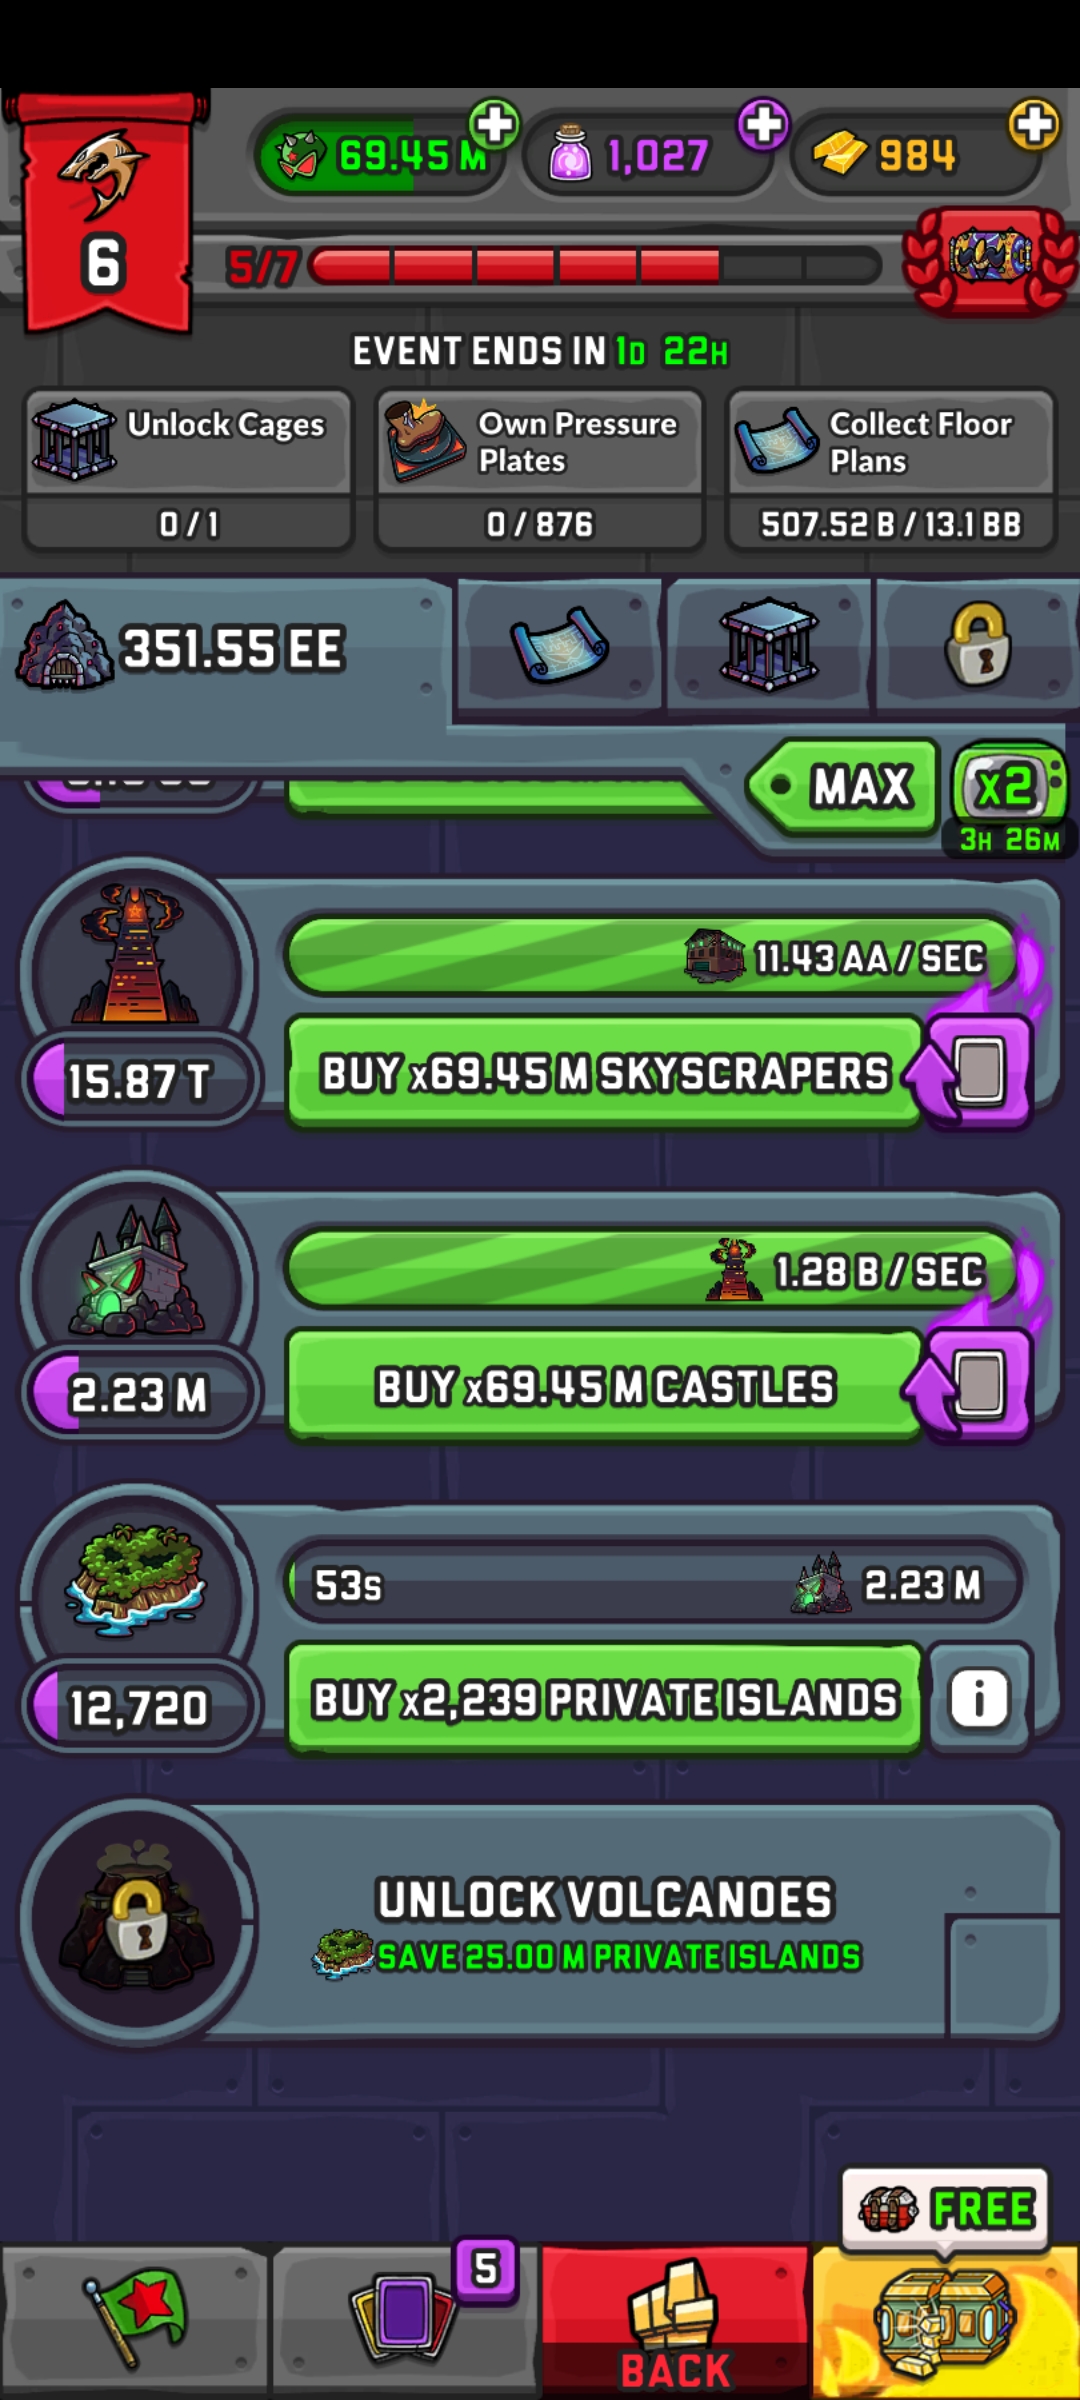 69.45 M
1,027
984
6
5/7
EVENT ENDS IN 1D 22H
Unlock Cages
0 / 1
Own Pressure
Plates
0 / 876
Collect Floor
Plans
507.52 B / 13.1 BB
351.55 EE
MAX
x2
3H 26M
11.43 AA / SEC
15.87 T
BUY x69.45 M SKYSCRAPERS
1.28 B / SEC
2.23 M
BUY x69.45 M CASTLES
53s
2.23 M
12,720
BUY x2,239 PRIVATE ISLANDS
i
UNLOCK VOLCANOES
SAVE 25.00 M PRIVATE ISLANDS
FREE
5
BACK